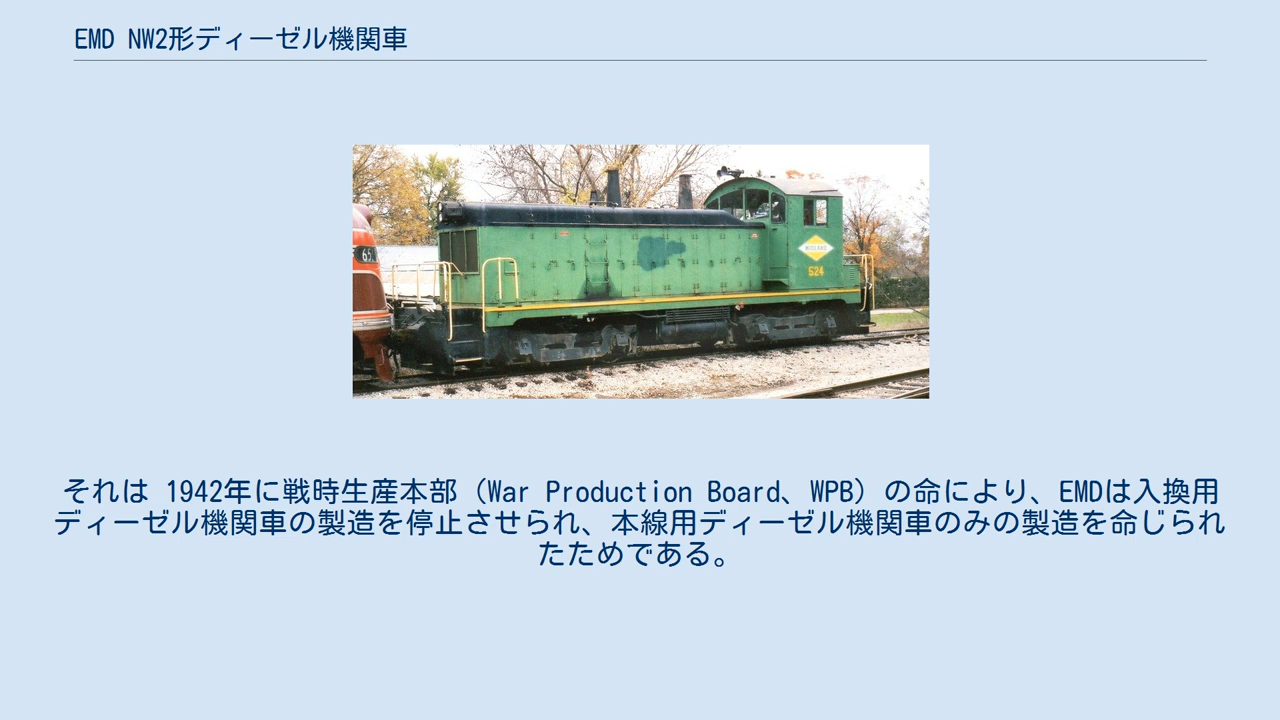 EMD NW2形ディーゼル機関車
65
524
それは 1942年に戦時生産本部（War Production Board、WPB）の命により、EMDは入換用
ディーゼル機関車の製造を停止させられ、本線用ディーゼル機関車のみの製造を命じられ
たためである。